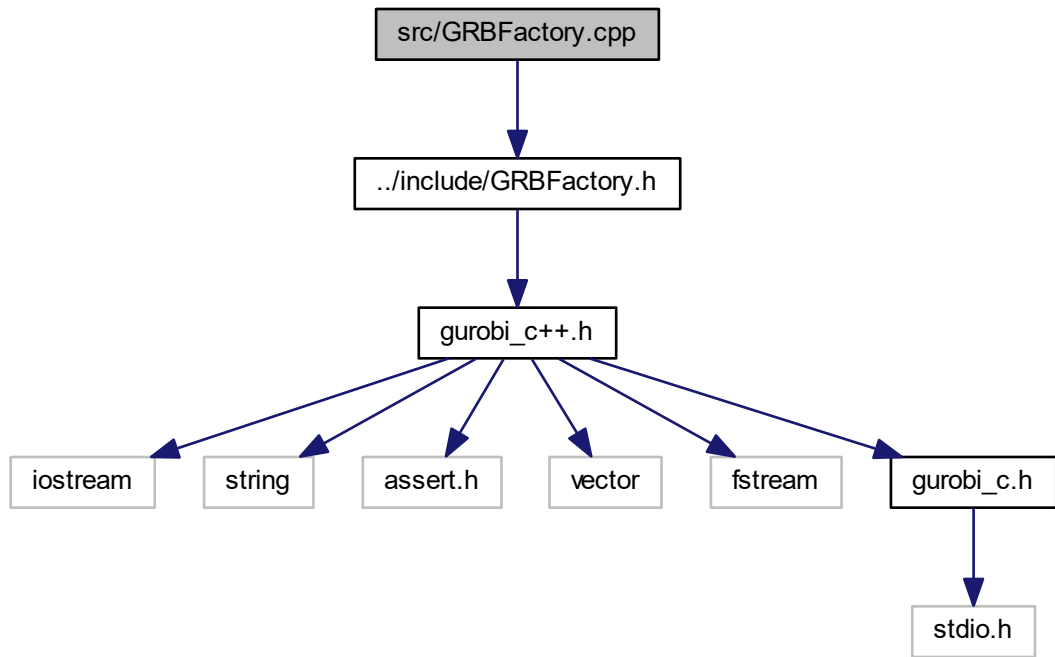 src/GRBFactory.cpp
../include/GRBFactory.h
gurobi_c++.h
iostream
string
assert.h
vector
fstream
gurobi_c.h
stdio.h